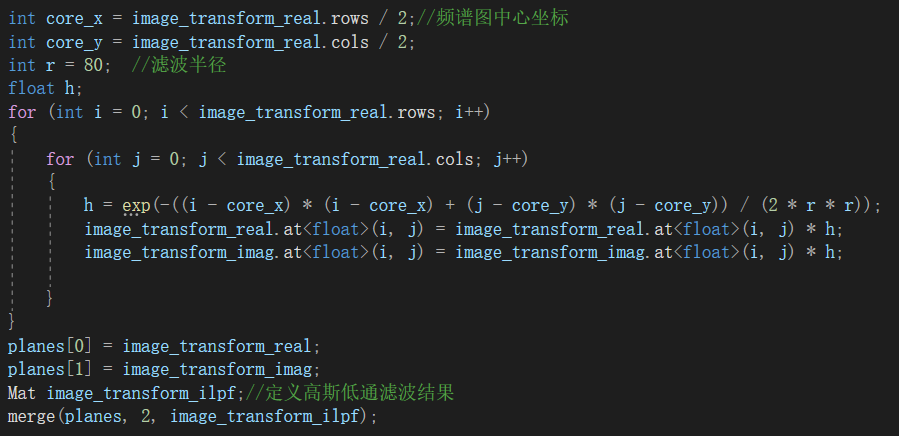 int core_x = image_transform_real.rows / 2;//频谱图中心坐标
int core_y = image_transform_real.cols / 2;
int r = 80;  //滤波半径
float h;
for (int i = 0; i < image_transform_real.rows; i++)
{
    for (int j = 0; j < image_transform_real.cols; j++)
    {
        h = exp(-((i - core_x) * (i - core_x) + (j - core_y) * (j - core_y)) / (2 * r * r));
        image_transform_real.at<float>(i, j) = image_transform_real.at<float>(i, j) * h;
        image_transform_imag.at<float>(i, j) = image_transform_imag.at<float>(i, j) * h;
    }
}
planes[0] = image_transform_real;
planes[1] = image_transform_imag;
Mat image_transform_ilpf;//定义高斯低通滤波结果
merge(planes, 2, image_transform_ilpf);